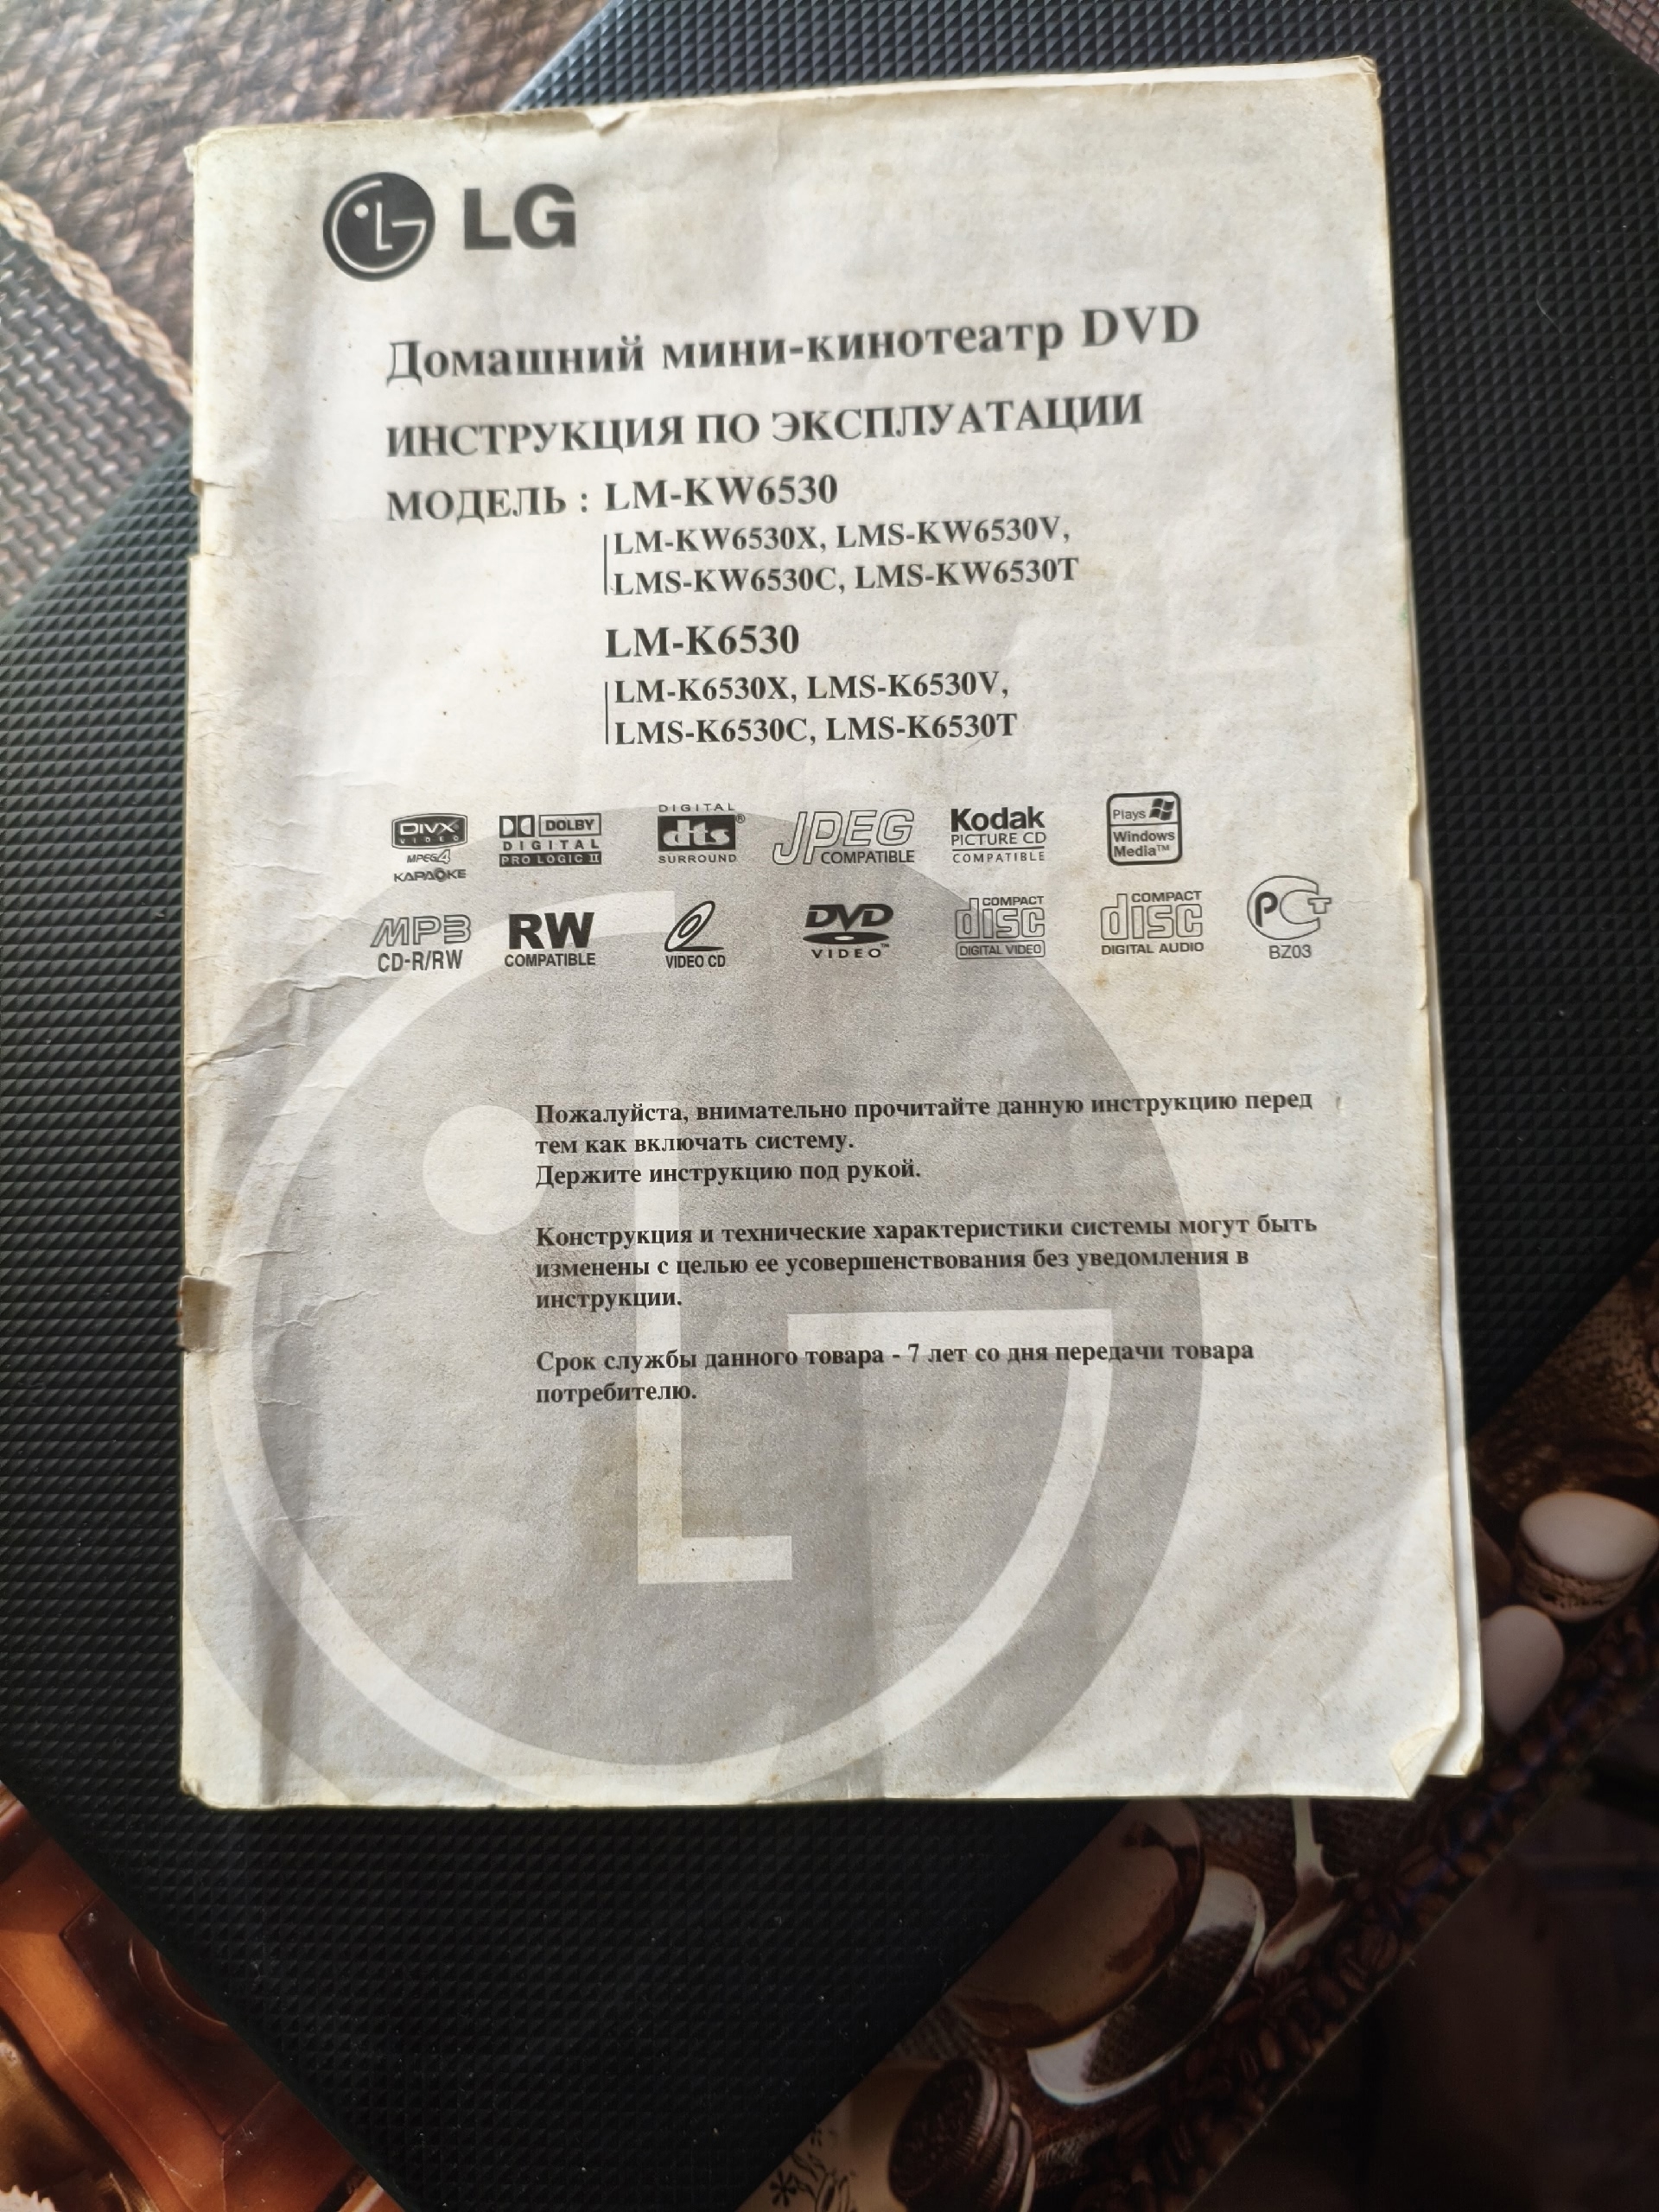 LG
Домашний мини-кинотеатр DVD
ИНСТРУКЦИЯ ПО ЭКСПЛУАТАЦИИ
МОДЕЛЬ : LM-KW6530
LM-KW6530X, LMS-KW6530V,
LMS-KW6530C, LMS-KW6530T
LM-K6530
LM-K6530X, LMS-K6530V,
LMS-K6530C, LMS-K6530T
DIVX VIDEO MPEG4 KAPAOKE
DOLBY DIGITAL PRO LOGIC II
DIGITAL dts® SURROUND
JPEG COMPATIBLE
Kodak PICTURE CD COMPATIBLE
Plays Windows Media™
MP3 CD-R/RW
RW COMPATIBLE
VIDEO CD
DVD VIDEO™
COMPACT disc DIGITAL VIDEO
COMPACT disc DIGITAL AUDIO
РСТ BZ03
Пожалуйста, внимательно прочитайте данную инструкцию перед
тем как включать систему.
Держите инструкцию под рукой.
Конструкция и технические характеристики системы могут быть
изменены с целью ее усовершенствования без уведомления в
инструкции.
Срок службы данного товара - 7 лет со дня передачи товара
потребителю.